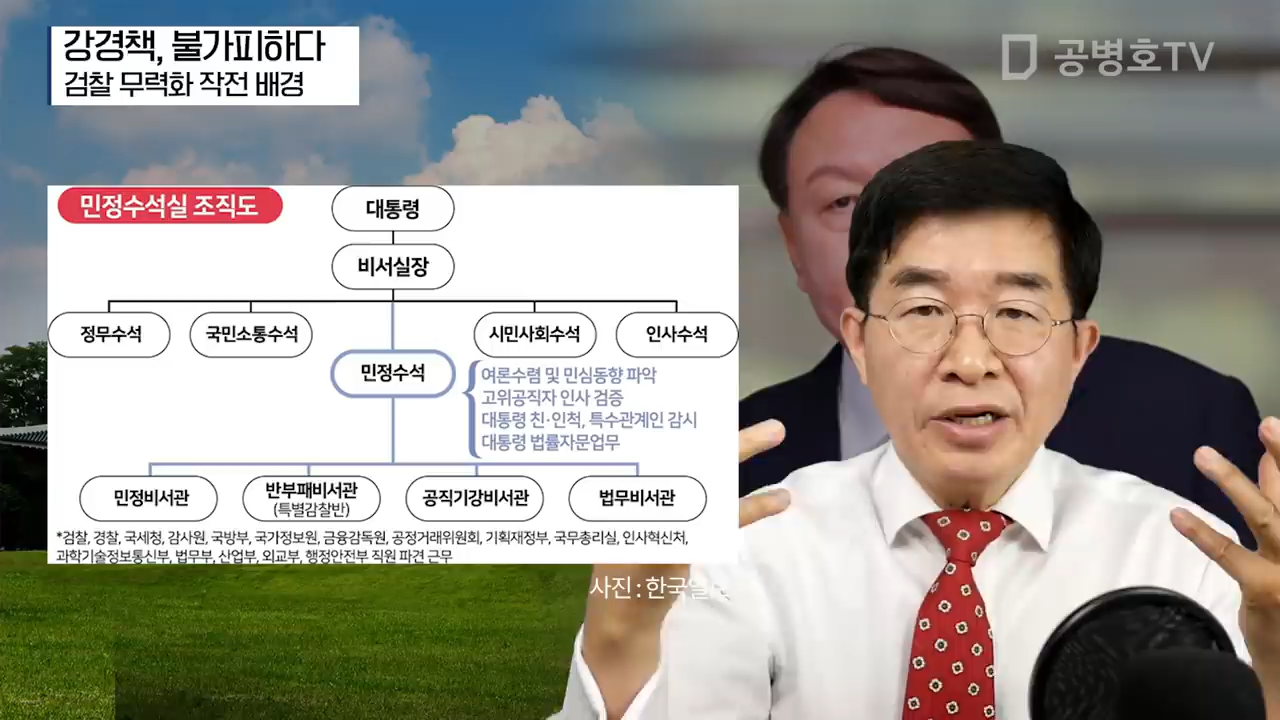 강경책, 불가피하다
검찰 무력화 작전 배경
공병호TV
민정수석실 조직도
대통령
비서실장
정무수석
국민소통수석
시민사회수석
인사수석
민정수석
여론수렴 및 민심동향 파악
고위공직자 인사 검증
대통령 친·인척, 특수관계인 감시
대통령 법률자문업무
민정비서관
반부패비서관
(특별감찰반)
공직기강비서관
법무비서관
*검찰, 경찰, 국세청, 감사원, 국방부, 국가정보원, 금융감독원, 공정거래위원회, 기획재정부, 국무총리실, 인사혁신처,
과학기술정보통신부, 법무부, 산업부, 외교부, 행정안전부 직원 파견 근무
사진 :